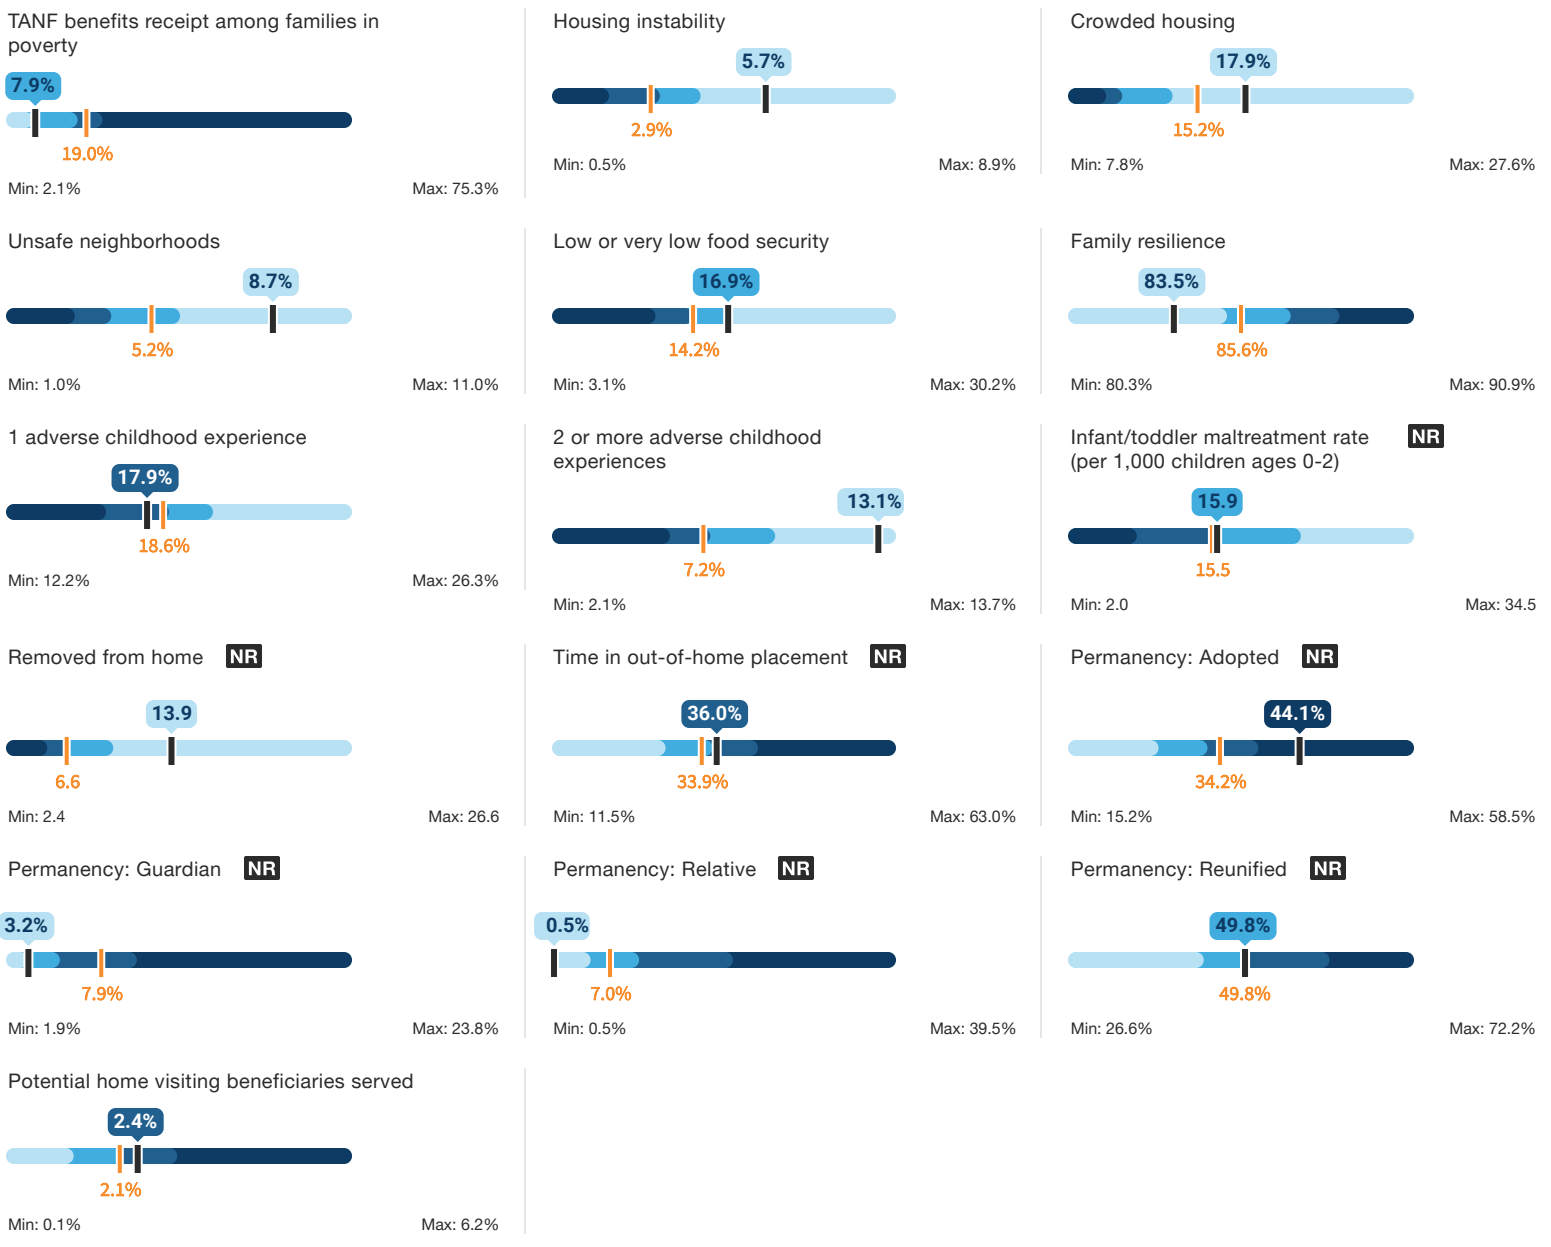 TANF benefits receipt among families in
poverty
7.9%
19.0%
Min: 2.1%
Max: 75.3%
Housing instability
5.7%
2.9%
Min: 0.5%
Max: 8.9%
Crowded housing
17.9%
15.2%
Min: 7.8%
Max: 27.6%
Unsafe neighborhoods
8.7%
5.2%
Min: 1.0%
Max: 11.0%
Low or very low food security
16.9%
14.2%
Min: 3.1%
Max: 30.2%
Family resilience
83.5%
85.6%
Min: 80.3%
Max: 90.9%
1 adverse childhood experience
17.9%
18.6%
Min: 12.2%
Max: 26.3%
2 or more adverse childhood
experiences
13.1%
7.2%
Min: 2.1%
Max: 13.7%
Infant/toddler maltreatment rate NR
(per 1,000 children ages 0-2)
15.9
15.5
Min: 2.0
Max: 34.5
Removed from home NR
13.9
6.6
Min: 2.4
Max: 26.6
Time in out-of-home placement NR
36.0%
33.9%
Min: 11.5%
Max: 63.0%
Permanency: Adopted NR
44.1%
34.2%
Min: 15.2%
Max: 58.5%
Permanency: Guardian NR
3.2%
7.9%
Min: 1.9%
Max: 23.8%
Permanency: Relative NR
0.5%
7.0%
Min: 0.5%
Max: 39.5%
Permanency: Reunified NR
49.8%
49.8%
Min: 26.6%
Max: 72.2%
Potential home visiting beneficiaries served
2.4%
2.1%
Min: 0.1%
Max: 6.2%